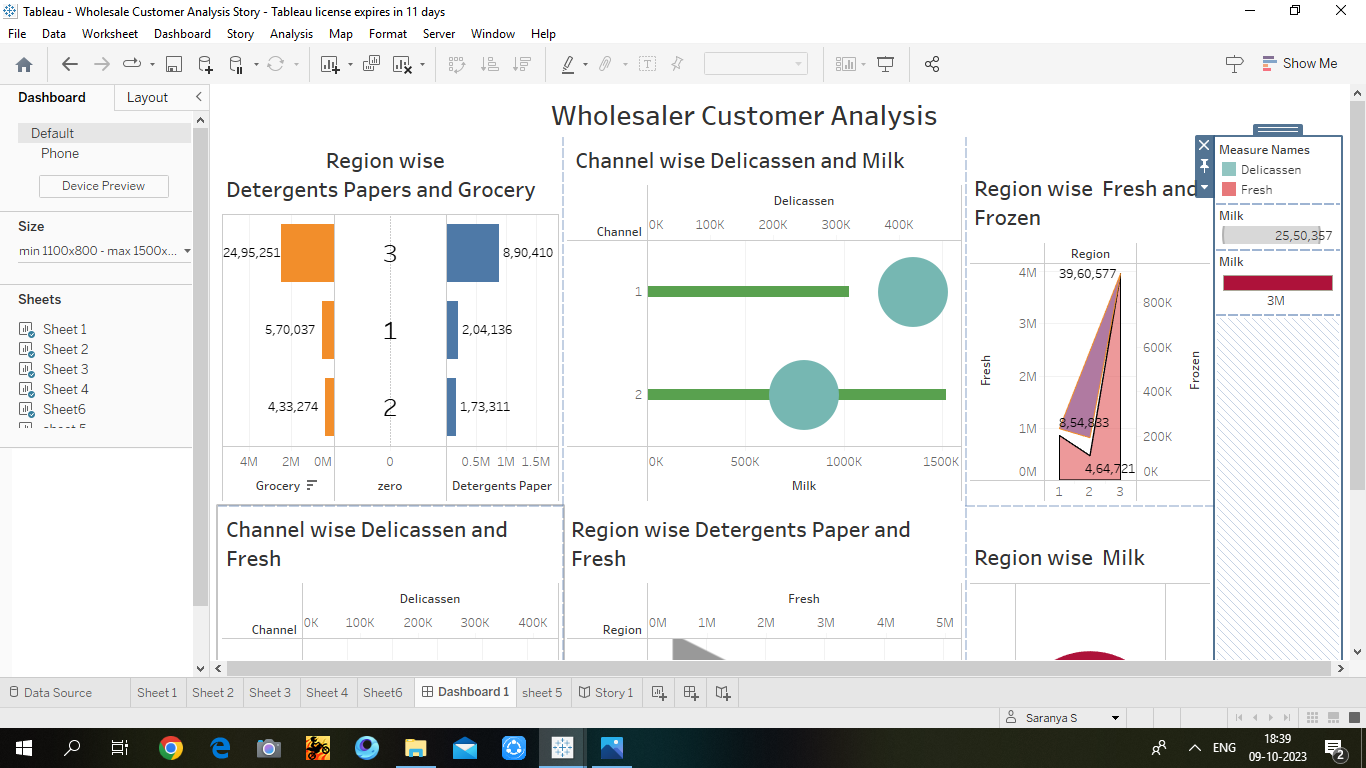 Tableau - Wholesale Customer Analysis Story - Tableau license expires in 11 days
File Data Worksheet Dashboard Story Analysis Map Format Server Window Help
Show Me
Dashboard Layout
Default
Phone
Device Preview
Size
min 1100x800 - max 1500x...
Sheets
Sheet 1
Sheet 2
Sheet 3
Sheet 4
Sheet6
sheet 5
Wholesaler Customer Analysis
Region wise
Detergents Papers and Grocery
24,95,251 3 8,90,410
5,70,037 1 2,04,136
4,33,274 2 1,73,311
4M 2M 0M 0 0.5M 1M 1.5M
Grocery zero Detergents Paper
Channel wise Delicassen and Milk
Delicassen
Channel 0K 100K 200K 300K 400K
1
2
0K 500K 1000K 1500K
Milk
Region wise Fresh and
Frozen
Region
4M 39,60,577
800K
3M
600K
Fresh Frozen
2M
400K
1M 8,54,833
200K
0M 4,64,721 0K
1 2 3
Measure Names
Delicassen
Fresh
Milk
25,50,357
Milk
3M
Channel wise Delicassen and
Fresh
Delicassen
Channel 0K 100K 200K 300K 400K
Region wise Detergents Paper and
Fresh
Fresh
Region 0M 1M 2M 3M 4M 5M
Region wise Milk
Data Source Sheet 1 Sheet 2 Sheet 3 Sheet 4 Sheet6 Dashboard 1 sheet 5 Story 1
Saranya S
ENG
18:39
09-10-2023
2